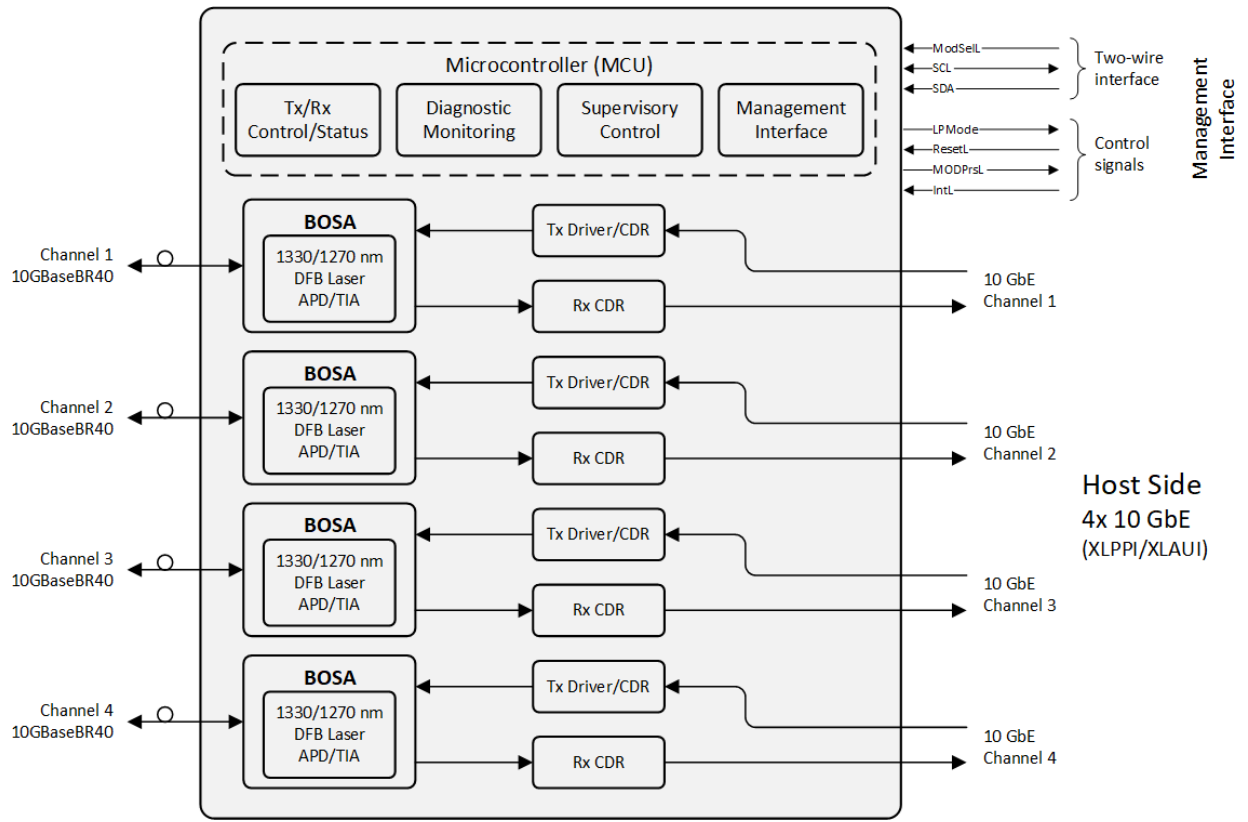 Microcontroller (MCU)
Tx/Rx
Control/Status
Diagnostic
Monitoring
Supervisory
Control
Management
Interface
ModSelL
SCL
SDA
Two-wire
interface
LPMode
ResetL
MODPrsL
IntL
Control
signals
Management
Interface
Channel 1
10GBaseBR40
BOSA
1330/1270 nm
DFB Laser
APD/TIA
Tx Driver/CDR
Rx CDR
10 GbE
Channel 1
Channel 2
10GBaseBR40
BOSA
1330/1270 nm
DFB Laser
APD/TIA
Tx Driver/CDR
Rx CDR
10 GbE
Channel 2
Host Side
4x 10 GbE
(XLPPI/XLAUI)
Channel 3
10GBaseBR40
BOSA
1330/1270 nm
DFB Laser
APD/TIA
Tx Driver/CDR
Rx CDR
10 GbE
Channel 3
Channel 4
10GBaseBR40
BOSA
1330/1270 nm
DFB Laser
APD/TIA
Tx Driver/CDR
Rx CDR
10 GbE
Channel 4